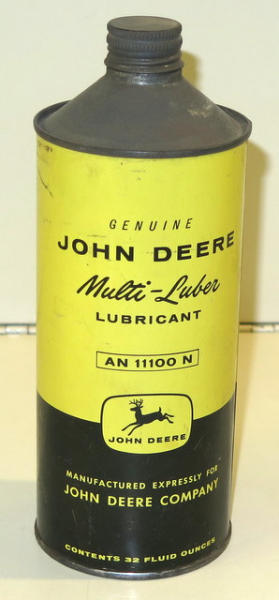 GENUINE
JOHN DEERE
Multi-Luber
LUBRICANT
AN 11100 N
JOHN DEERE
MANUFACTURED EXPRESSLY FOR
JOHN DEERE COMPANY
CONTENTS 32 FLUID OUNCES